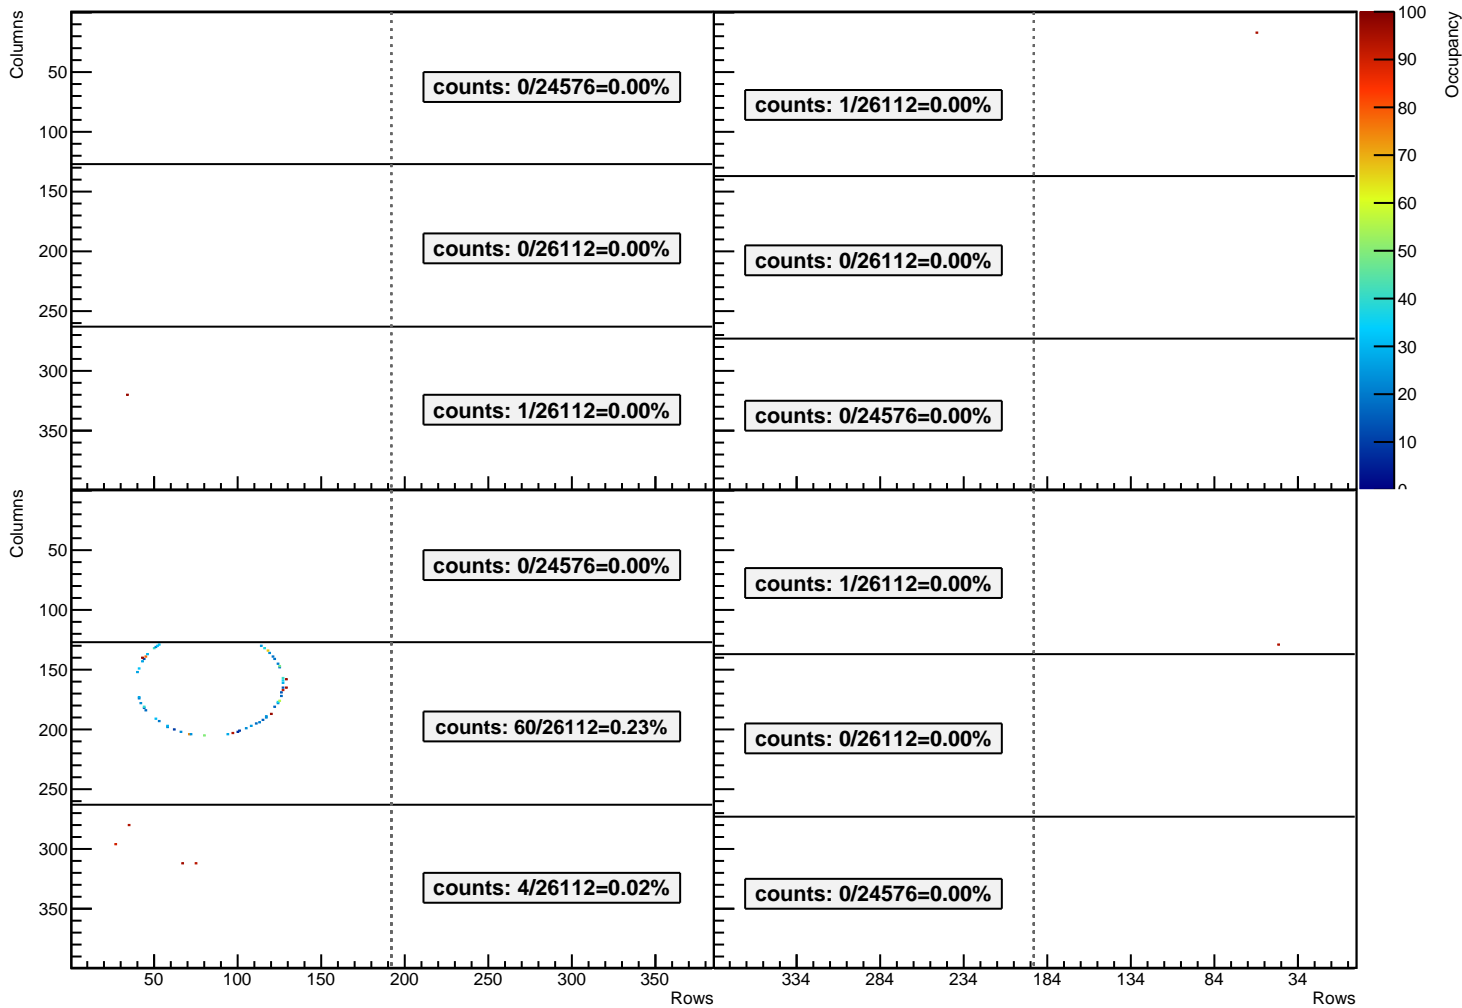 Columns
50
100
150
200
250
300
350
counts: 0/24576=0.00%
counts: 0/26112=0.00%
counts: 1/26112=0.00%
counts: 1/26112=0.00%
counts: 0/26112=0.00%
counts: 0/24576=0.00%
100
90
80
70
60
50
40
30
20
10
0
Occupancy
Columns
50
100
150
200
250
300
350
counts: 0/24576=0.00%
counts: 60/26112=0.23%
counts: 4/26112=0.02%
counts: 1/26112=0.00%
counts: 0/26112=0.00%
counts: 0/24576=0.00%
50 100 150 200 250 300 350
Rows
334 284 234 184 134 84 34
Rows